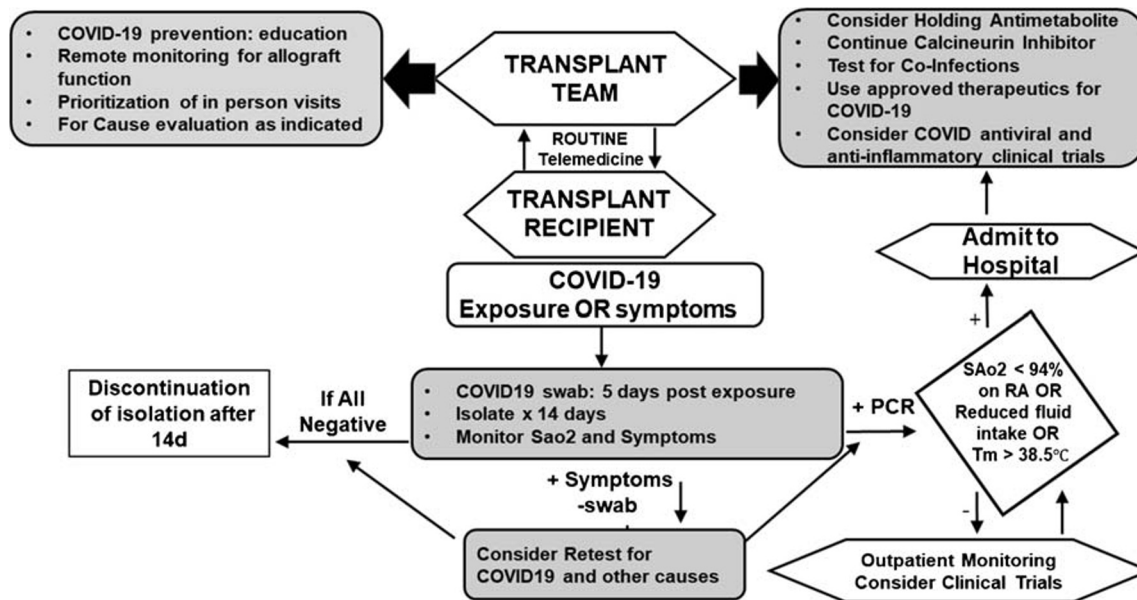 • COVID-19 prevention: education
• Remote monitoring for allograft
function
• Prioritization of in person visits
• For Cause evaluation as indicated
TRANSPLANT
TEAM
• Consider Holding Antimetabolite
• Continue Calcineurin Inhibitor
• Test for Co-Infections
• Use approved therapeutics for
COVID-19
• Consider COVID antiviral and
anti-inflammatory clinical trials
ROUTINE
Telemedicine
TRANSPLANT
RECIPIENT
Admit to
Hospital
COVID-19
Exposure OR symptoms
+
SAo2 < 94%
on RA OR
Reduced fluid
intake OR
Tm > 38.5°C
Discontinuation
of isolation after
14d
If All
Negative
• COVID19 swab: 5 days post exposure
• Isolate x 14 days
• Monitor Sao2 and Symptoms
+ PCR
+ Symptoms
-swab
-
Consider Retest for
COVID19 and other causes
Outpatient Monitoring
Consider Clinical Trials